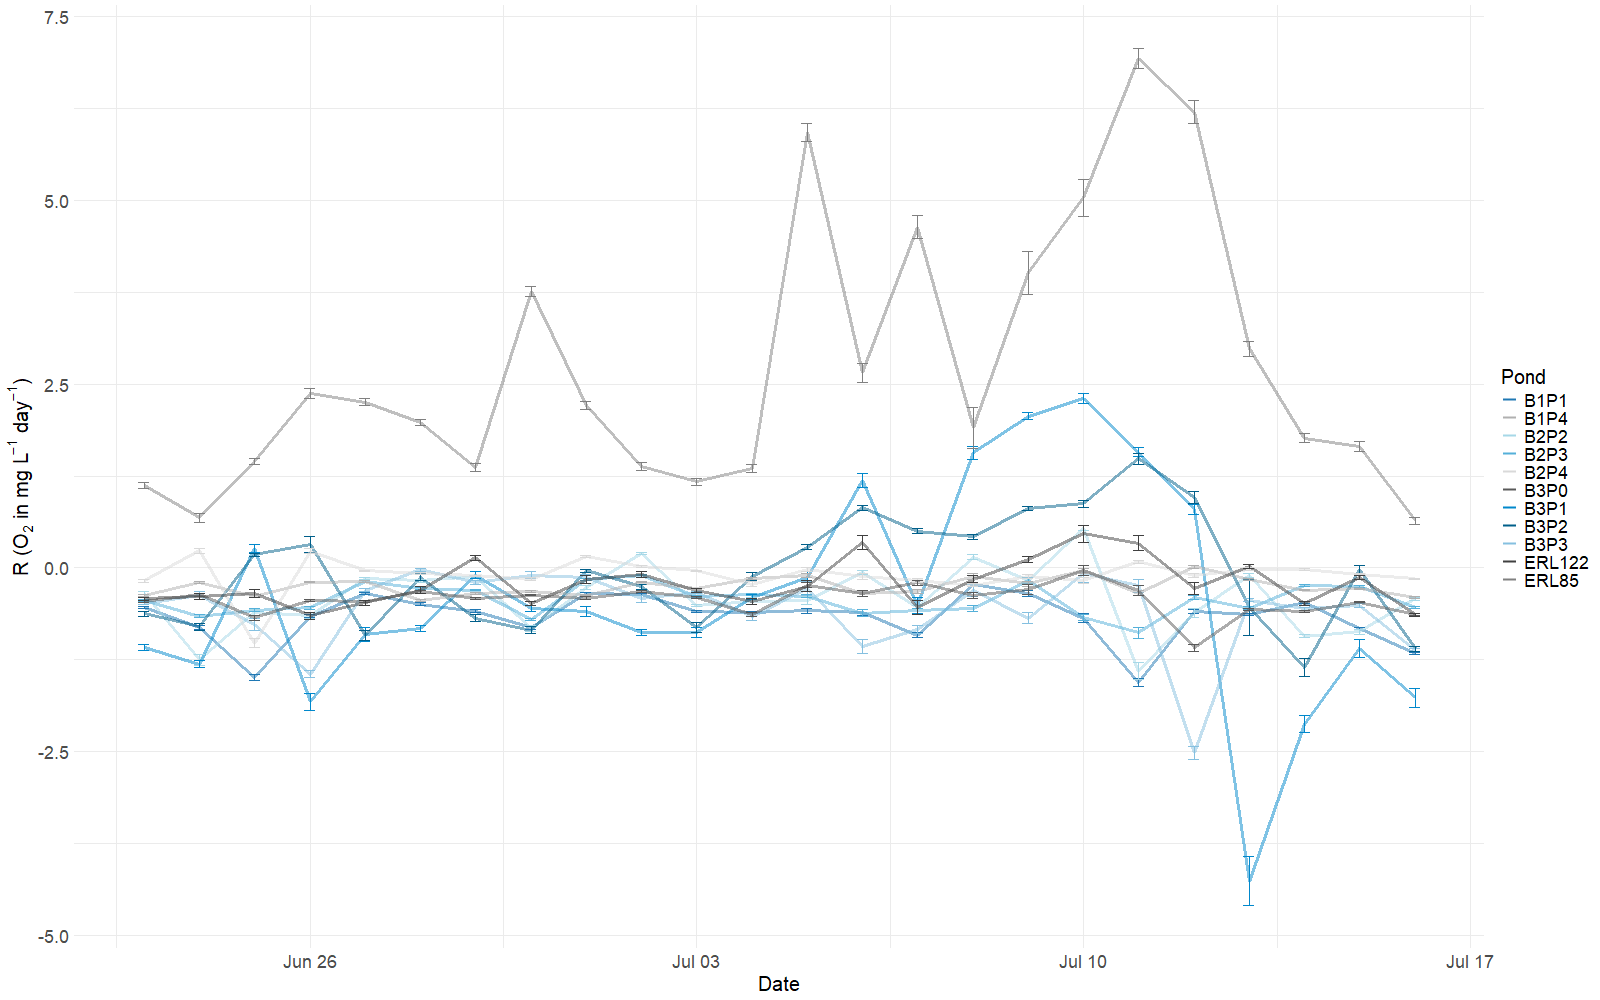 7.5
5.0
2.5
0.0
-2.5
-5.0
R (O₂ in mg L⁻¹ day⁻¹)
Jun 26
Jul 03
Jul 10
Jul 17
Date
Pond
B1P1
B1P4
B2P2
B2P3
B2P4
B3P0
B3P1
B3P2
B3P3
ERL122
ERL85